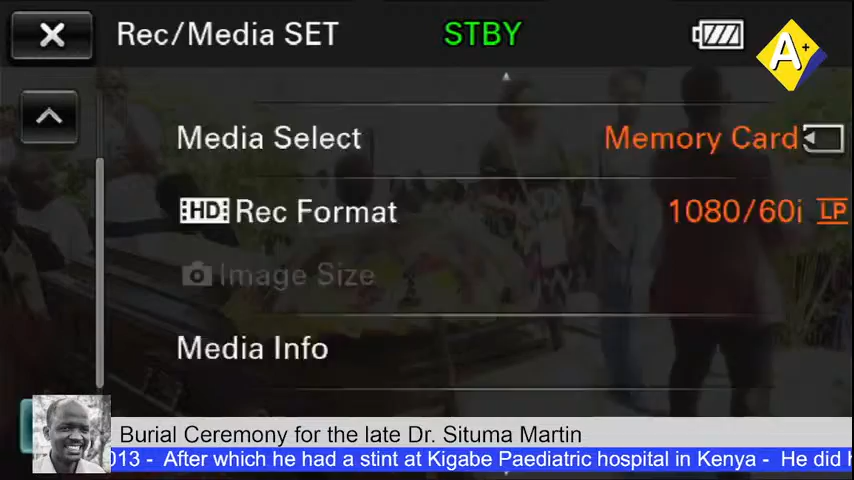 Rec/Media SET STBY
A+
Media Select Memory Card
HD Rec Format 1080/60i LP
Image Size
Media Info
Burial Ceremony for the late Dr. Situma Martin
013 - After which he had a stint at Kigabe Paediatric hospital in Kenya - He did